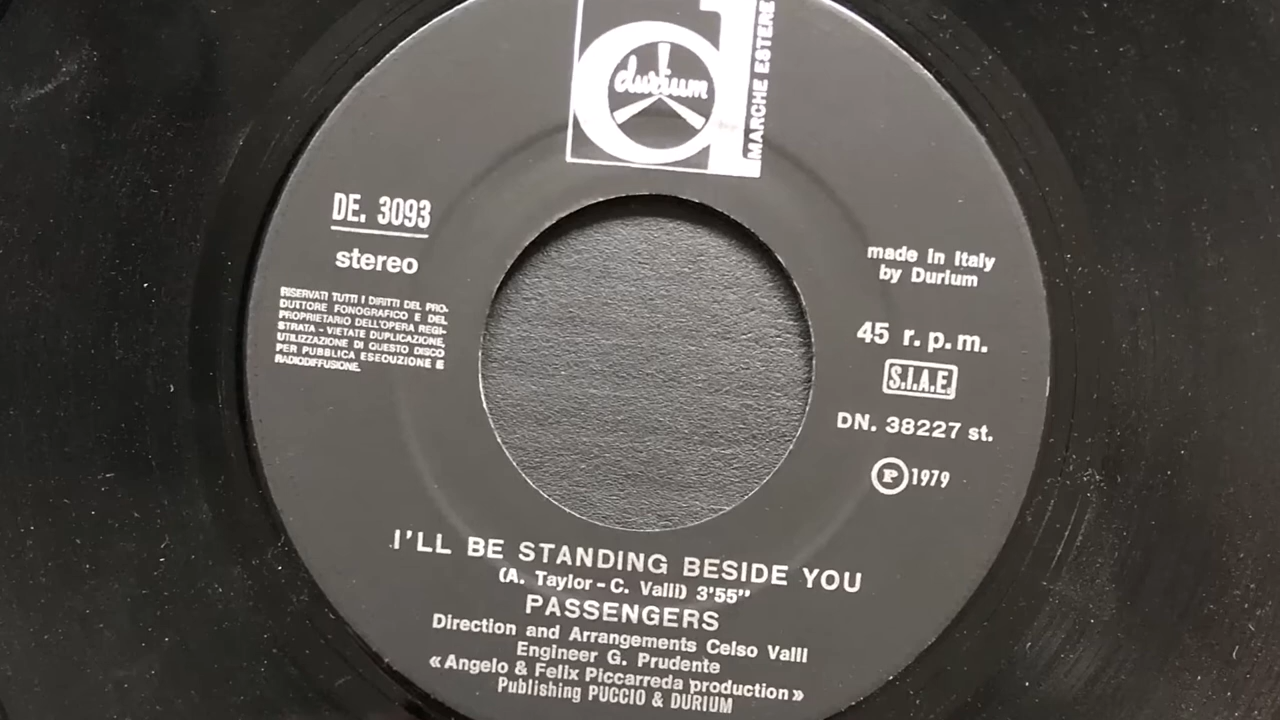 durium
MARCHE ESTERE
DE. 3093
stereo
RISERVATI TUTTI I DIRITTI DEL PRO-
DUTTORE FONOGRAFICO E DEL
PROPRIETARIO DELL'OPERA REGI-
STRATA - VIETATE DUPLICAZIONE,
UTILIZZAZIONE DI QUESTO DISCO
PER PUBBLICA ESECUZIONE E
RADIODIFFUSIONE.
made in Italy
by Durium
45 r.p.m.
S.I.A.E.
DN. 38227 st.
Ⓟ 1979
I'LL BE STANDING BESIDE YOU
(A. Taylor - C. Valli) 3'55"
PASSENGERS
Direction and Arrangements Celso Valli
Engineer G. Prudente
«Angelo & Felix Piccarreda production»
Publishing PUCCIO & DURIUM